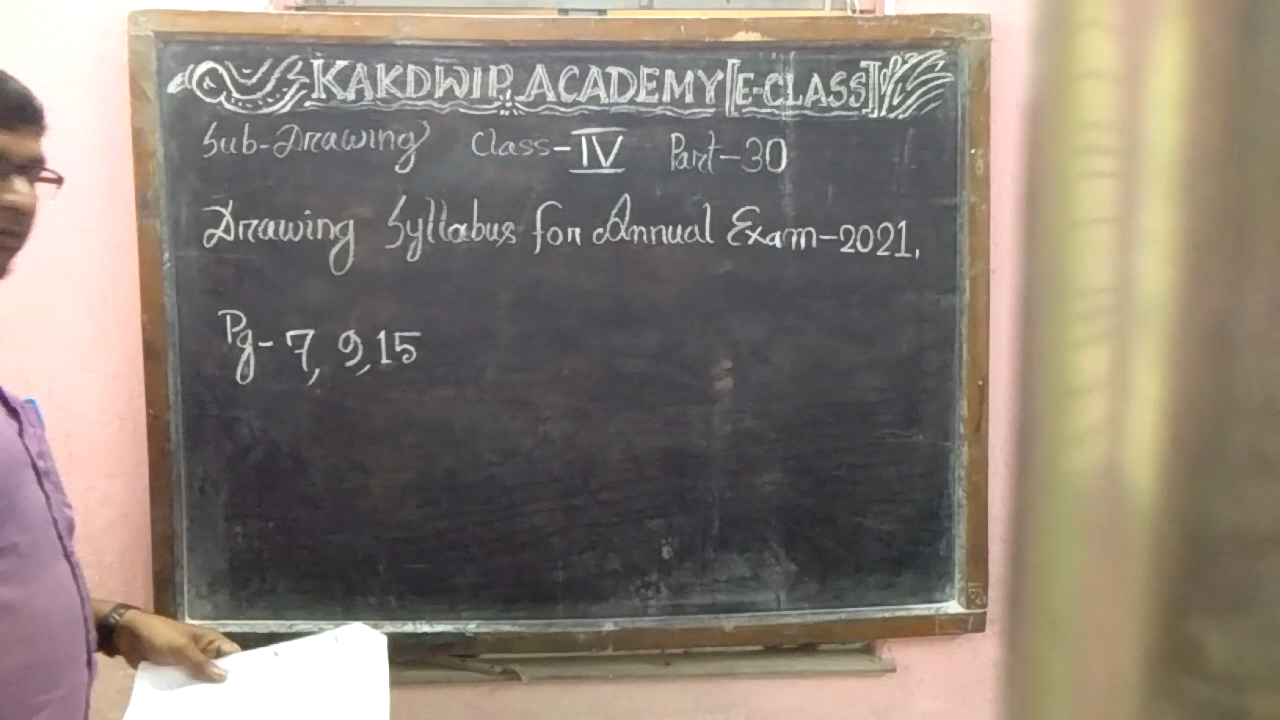 KAKDWIP ACADEMY [E-CLASS]
Sub-Drawing Class-IV Part-30
Drawing Syllabus for Annual Exam-2021.
Pg- 7, 9, 15